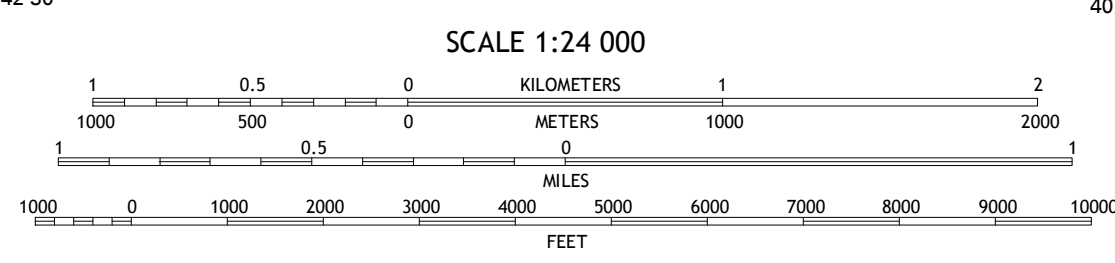 42'30"
40
SCALE 1:24 000
1 0.5 0 KILOMETERS 1 2
1000 500 0 METERS 1000 2000
1 0.5 0 1
MILES
1000 0 1000 2000 3000 4000 5000 6000 7000 8000 9000 10000
FEET